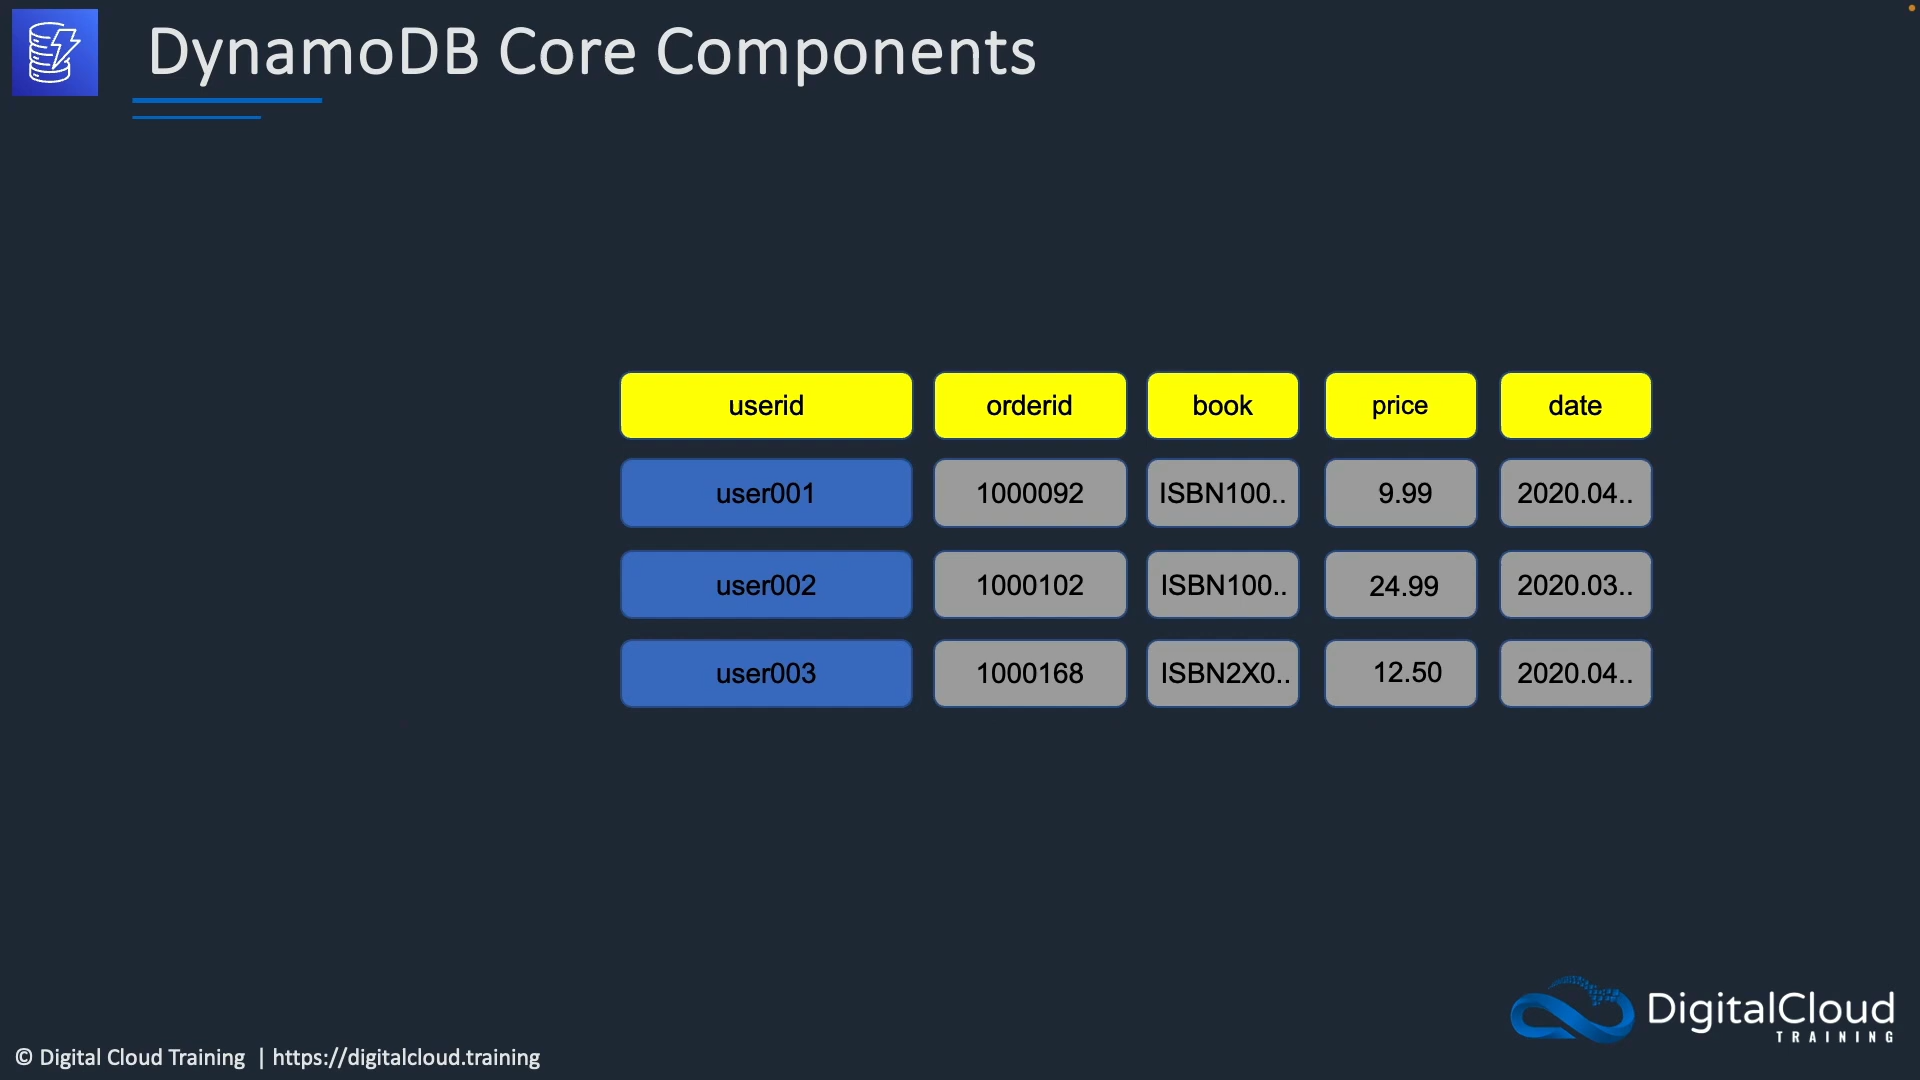 DynamoDB Core Components
userid orderid book price date
user001 1000092 ISBN100.. 9.99 2020.04..
user002 1000102 ISBN100.. 24.99 2020.03..
user003 1000168 ISBN2X0.. 12.50 2020.04..
DigitalCloud
TRAINING
© Digital Cloud Training | https://digitalcloud.training